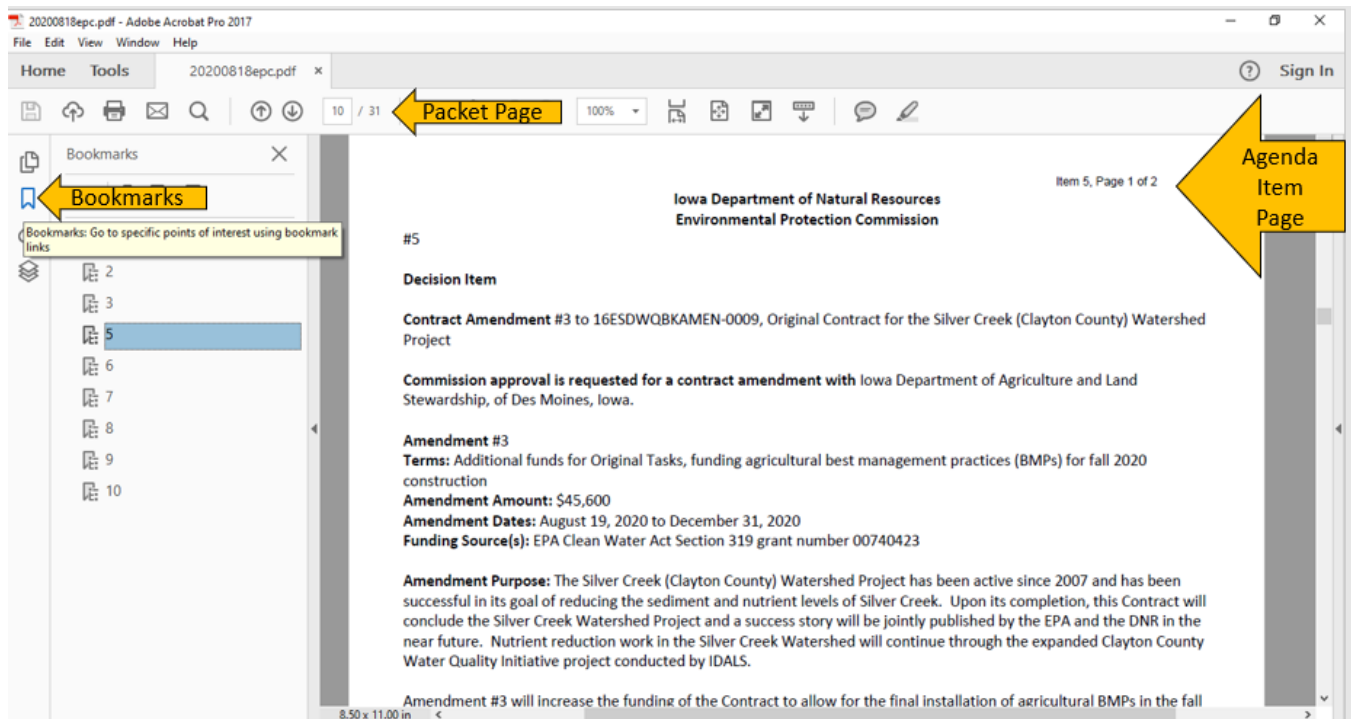 20200818epc.pdf - Adobe Acrobat Pro 2017
File Edit View Window Help
Home Tools 20200818epc.pdf × Sign In
10 / 31 Packet Page 100%
Bookmarks
Bookmarks
Bookmarks: Go to specific points of interest using bookmark
links
2
3
5
6
7
8
9
10
Agenda
Item
Page
Item 5, Page 1 of 2
Iowa Department of Natural Resources
Environmental Protection Commission
#5
Decision Item
Contract Amendment #3 to 16ESDWQBKAMEN-0009, Original Contract for the Silver Creek (Clayton County) Watershed
Project
Commission approval is requested for a contract amendment with Iowa Department of Agriculture and Land
Stewardship, of Des Moines, Iowa.
Amendment #3
Terms: Additional funds for Original Tasks, funding agricultural best management practices (BMPs) for fall 2020
construction
Amendment Amount: $45,600
Amendment Dates: August 19, 2020 to December 31, 2020
Funding Source(s): EPA Clean Water Act Section 319 grant number 00740423
Amendment Purpose: The Silver Creek (Clayton County) Watershed Project has been active since 2007 and has been
successful in its goal of reducing the sediment and nutrient levels of Silver Creek. Upon its completion, this Contract will
conclude the Silver Creek Watershed Project and a success story will be jointly published by the EPA and the DNR in the
near future. Nutrient reduction work in the Silver Creek Watershed will continue through the expanded Clayton County
Water Quality Initiative project conducted by IDALS.
Amendment #3 will increase the funding of the Contract to allow for the final installation of agricultural BMPs in the fall
8.50 x 11.00 in